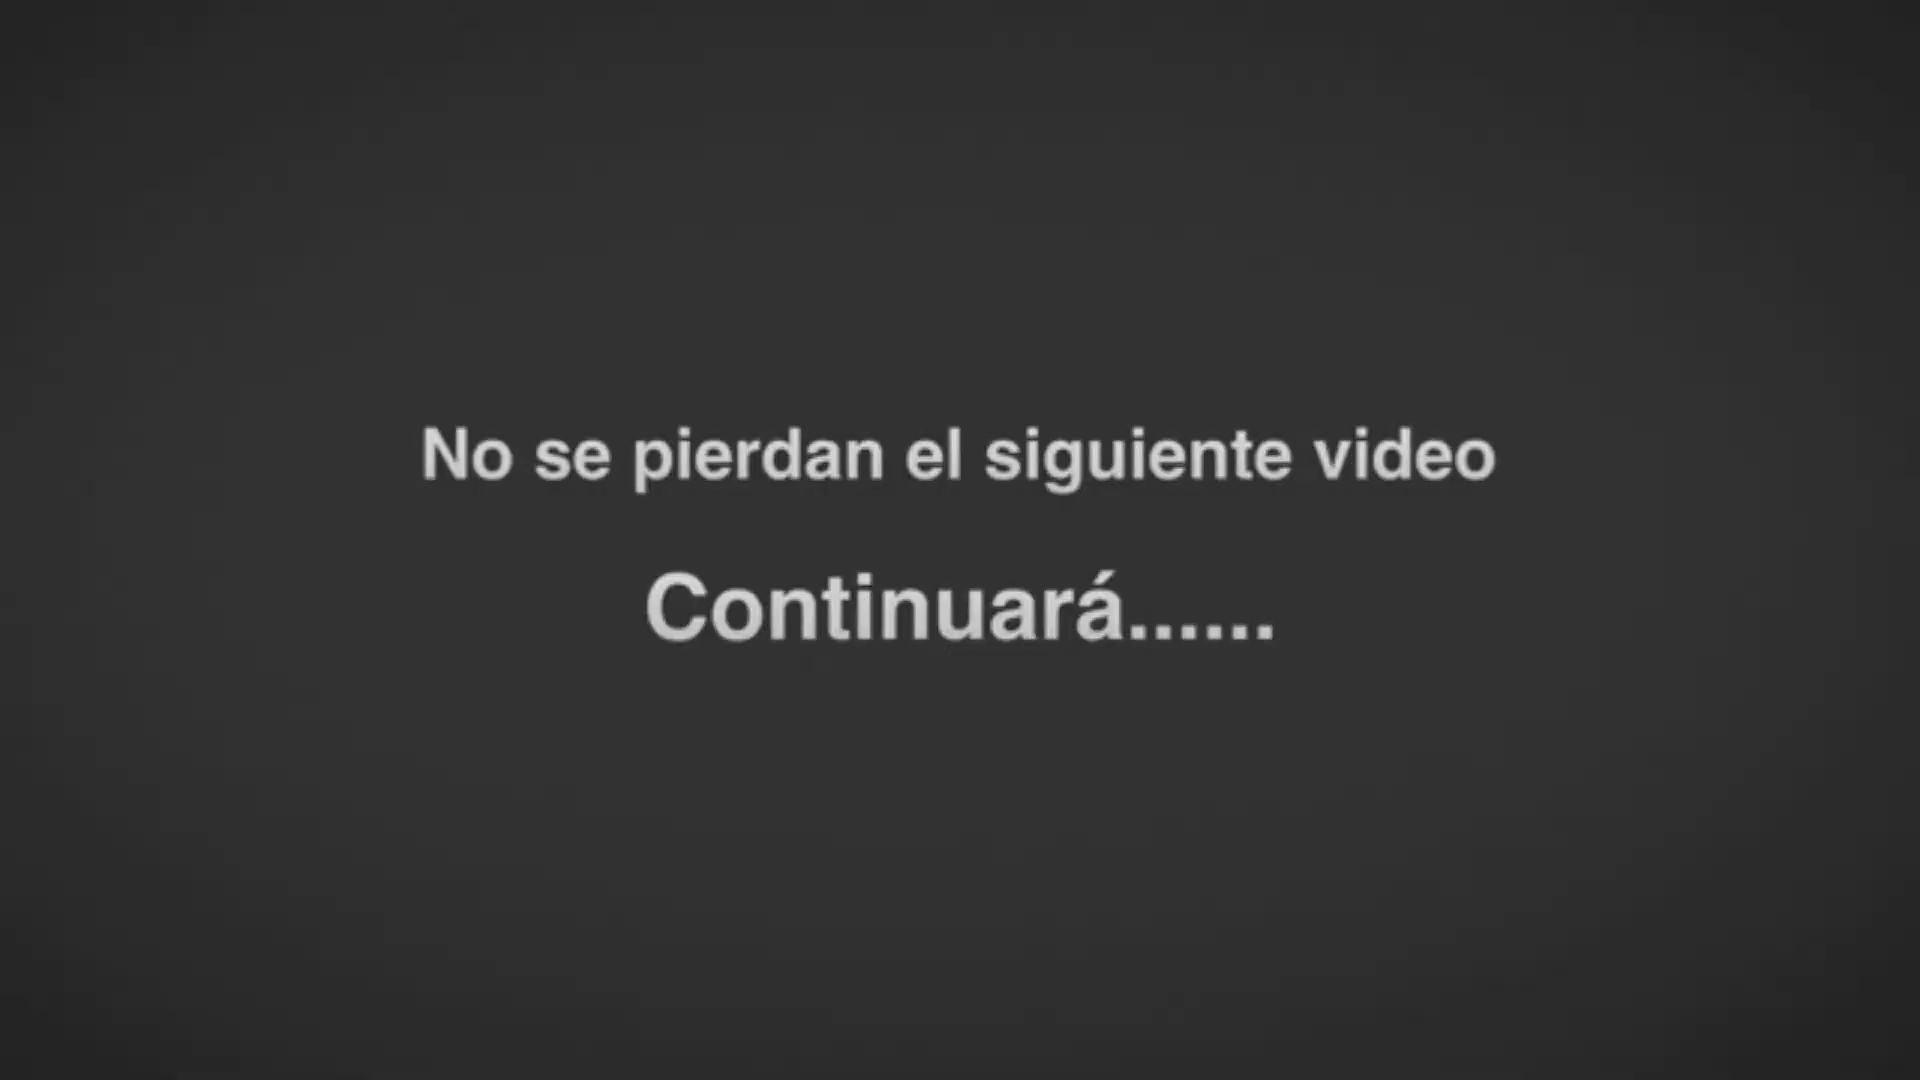 No se pierdan el siguiente video
Continuará......